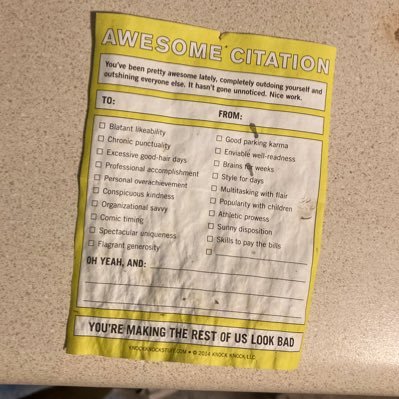 AWESOME CITATION
You've been pretty awesome lately, completely outdoing yourself and
outshining everyone else. It hasn't gone unnoticed. Nice work.
TO:
FROM:
Blatant likeability
Chronic punctuality
Excessive good-hair days
Professional accomplishment
Personal overachievement
Conspicuous kindness
Organizational savvy
Comic timing
Spectacular uniqueness
Flagrant generosity
Good parking karma
Enviable well-readness
Brains for weeks
Style for days
Multitasking with flair
Popularity with children
Athletic prowess
Sunny disposition
Skills to pay the bills
OH YEAH, AND:
YOU'RE MAKING THE REST OF US LOOK BAD
KNOCKKNOCKSTUFF.COM • © 2014 KNOCK KNOCK LLC